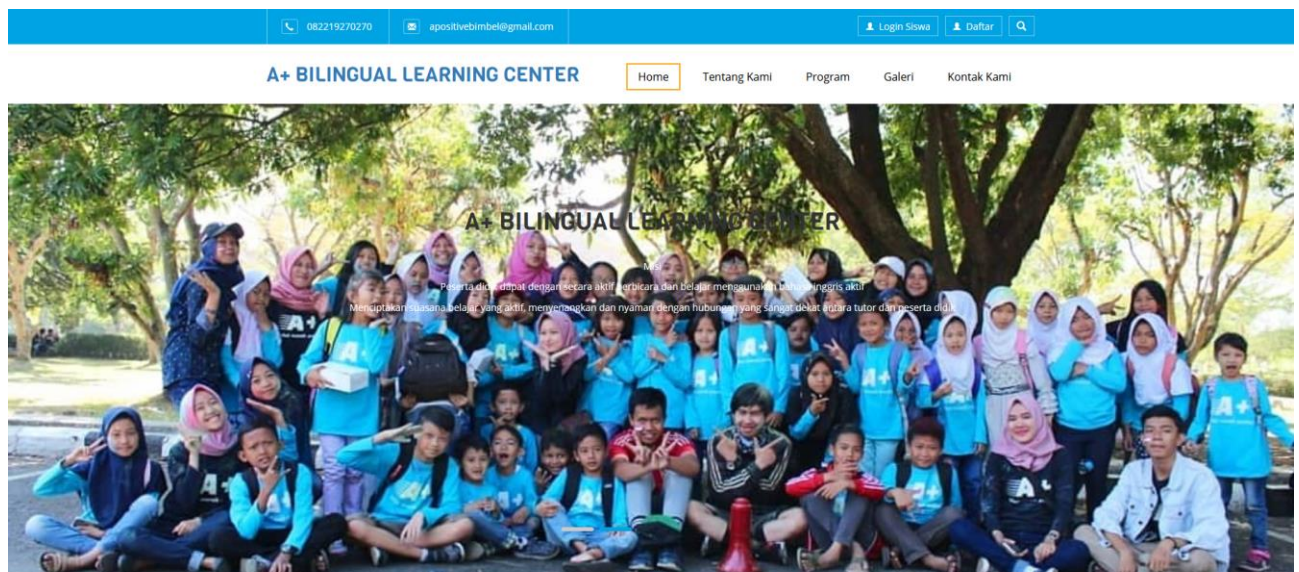 082219270270
apositivebimbel@gmail.com
Login Siswa
Daftar
A+ BILINGUAL LEARNING CENTER
Home
Tentang Kami
Program
Galeri
Kontak Kami
A+ BILINGUAL LEARNING CENTER
Misi
Peserta didik dapat dengan secara aktif berbicara dan belajar menggunakan bahasa inggris aktif
Menciptakan suasana belajar yang aktif, menyenangkan dan nyaman dengan hubungan yang sangat dekat antara tutor dan peserta didik
A+
A+
A+
A+
A+
A+